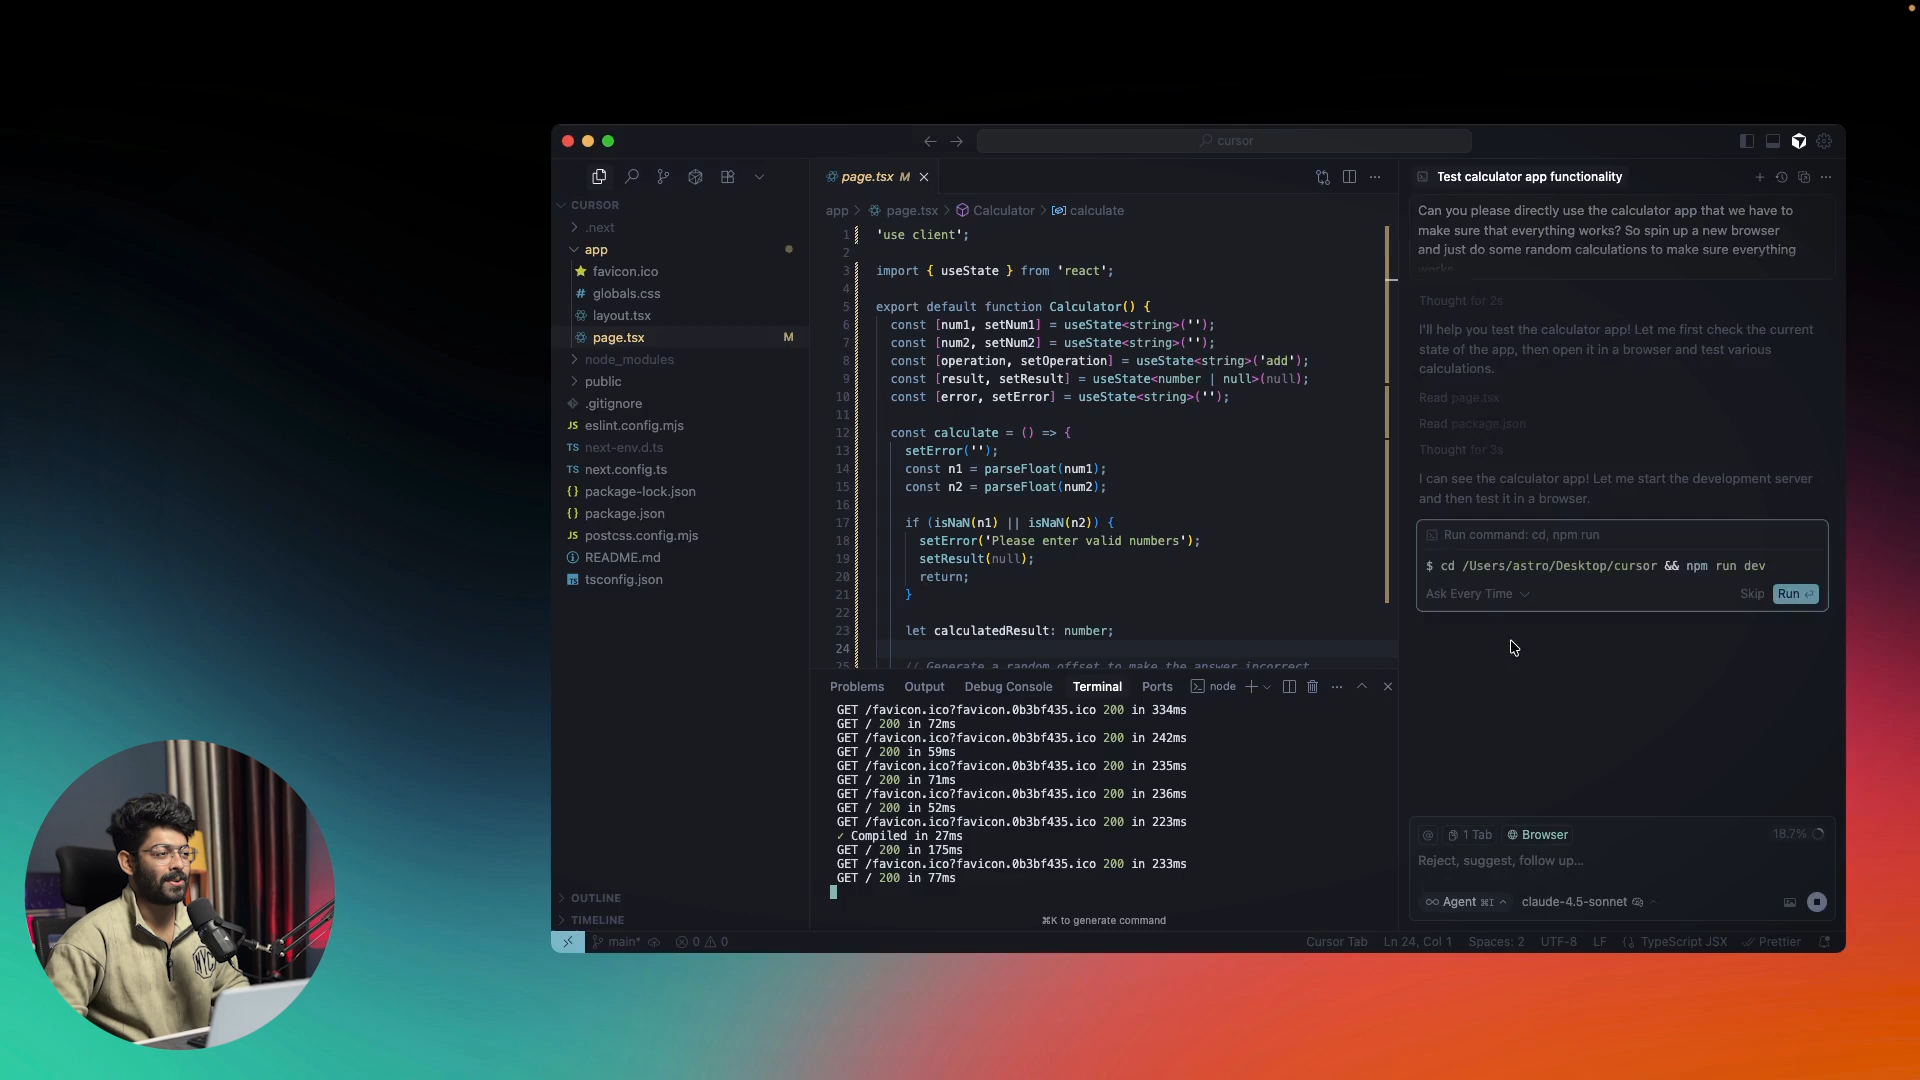 cursor
CURSOR
.next
app
favicon.ico
globals.css
layout.tsx
page.tsx M
node_modules
public
.gitignore
eslint.config.mjs
next-env.d.ts
next.config.ts
package-lock.json
package.json
postcss.config.mjs
README.md
tsconfig.json
OUTLINE
TIMELINE
page.tsx M
app > page.tsx > Calculator > calculate
1 'use client';
2
3 import { useState } from 'react';
4
5 export default function Calculator() {
6 const [num1, setNum1] = useState<string>('');
7 const [num2, setNum2] = useState<string>('');
8 const [operation, setOperation] = useState<string>('add');
9 const [result, setResult] = useState<number | null>(null);
10 const [error, setError] = useState<string>('');
11
12 const calculate = () => {
13 setError('');
14 const n1 = parseFloat(num1);
15 const n2 = parseFloat(num2);
16
17 if (isNaN(n1) || isNaN(n2)) {
18 setError('Please enter valid numbers');
19 setResult(null);
20 return;
21 }
22
23 let calculatedResult: number;
24
25 // Generate a random offset to make the answer incorrect
Problems Output Debug Console Terminal Ports node
GET /favicon.ico?favicon.0b3bf435.ico 200 in 334ms
GET / 200 in 72ms
GET /favicon.ico?favicon.0b3bf435.ico 200 in 242ms
GET / 200 in 59ms
GET /favicon.ico?favicon.0b3bf435.ico 200 in 235ms
GET / 200 in 71ms
GET /favicon.ico?favicon.0b3bf435.ico 200 in 236ms
GET / 200 in 52ms
GET /favicon.ico?favicon.0b3bf435.ico 200 in 223ms
✓ Compiled in 27ms
GET / 200 in 175ms
GET /favicon.ico?favicon.0b3bf435.ico 200 in 233ms
GET / 200 in 77ms
⌘K to generate command
Test calculator app functionality
Can you please directly use the calculator app that we have to
make sure that everything works? So spin up a new browser
and just do some random calculations to make sure everything
works
Thought for 2s
I'll help you test the calculator app! Let me first check the current
state of the app, then open it in a browser and test various
calculations.
Read page.tsx
Read package.json
Thought for 3s
I can see the calculator app! Let me start the development server
and then test it in a browser.
Run command: cd, npm run
$ cd /Users/astro/Desktop/cursor && npm run dev
Ask Every Time Skip Run
@ 1 Tab Browser 18.7%
Reject, suggest, follow up...
Agent ⌘I claude-4.5-sonnet
main* 0 0 Cursor Tab Ln 24, Col 1 Spaces: 2 UTF-8 LF TypeScript JSX Prettier
NYC